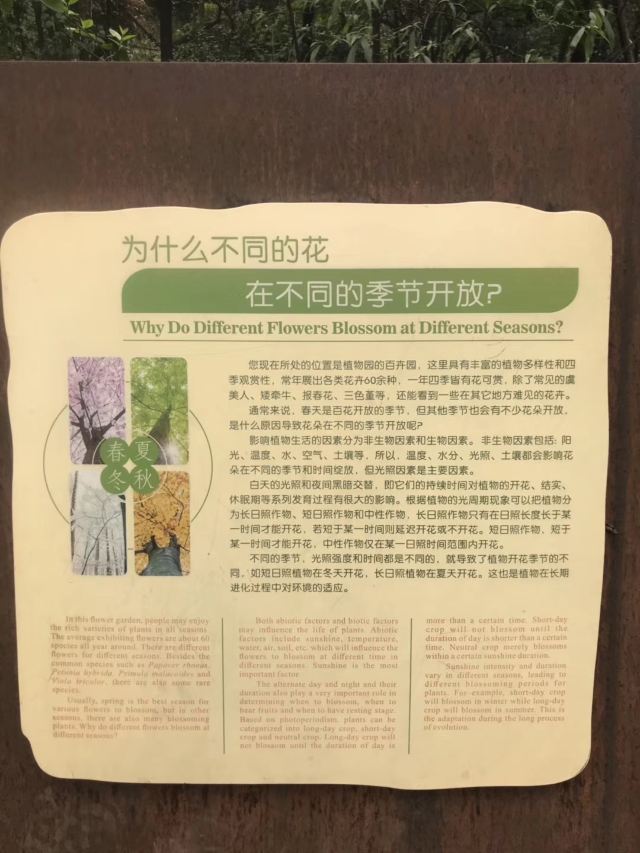 为什么不同的花
在不同的季节开放?
Why Do Different Flowers Blossom at Different Seasons?
春 夏
冬 秋
您现在所处的位置是植物园的百卉园，这里具有丰富的植物多样性和四
季观赏性，常年展出各类花卉60余种，一年四季皆有花可赏，除了常见的虞
美人、矮牵牛、报春花、三色堇等，还能看到一些在其它地方难见的花卉。
通常来说，春天是百花开放的季节，但其他季节也会有不少花朵开放，
是什么原因导致花朵在不同的季节开放呢?
影响植物生活的因素分为非生物因素和生物因素。非生物因素包括: 阳
光、温度、水、空气、土壤等，所以，温度、水分、光照、土壤都会影响花
朵在不同的季节和时间绽放，但光照因素是主要因素。
白天的光照和夜间黑暗交替，即它们的持续时间对植物的开花、结实、
休眠期等系列发育过程有很大的影响。根据植物的光周期现象可以把植物分
为长日照作物、短日照作物和中性作物，长日照作物只有在日照长度长于某
一时间才能开花，若短于某一时间则延迟开花或不开花。短日照作物，短于
某一时间才能开花，中性作物仅在某一日照时间范围内开花。
不同的季节，光照强度和时间都是不同的，就导致了植物开花季节的不
同，如短日照植物在冬天开花，长日照植物在夏天开花。这也是植物在长期
进化过程中对环境的适应。
In this flower garden, people may enjoy
the rich varieties of plants in all seasons.
The average exhibiting flowers are about 60
species all year around. There are different
flowers for different seasons. Besides the
common species such as Papaver rhoeas,
Petunia hybrida, Primula malacoides and
Viola tricolor, there are also some rare
species.
Usually, spring is the best season for
various flowers to blossom, but in other
seasons, there are also many blossoming
plants. Why do different flowers blossom at
different seasons?
Both abiotic factors and biotic factors
may influence the life of plants. Abiotic
factors include sunshine, temperature,
water, air, soil, etc. which will influence the
flowers to blossom at different time in
different seasons. Sunshine is the most
important factor.
The alternate day and night and their
duration also play a very important role in
determining when to blossom, when to
bear fruits and when to have resting stage.
Based on photoperiodism, plants can be
categorized into long-day crop, short-day
crop and neutral crop. Long-day crop will
not blossom until the duration of day is
more than a certain time. Short-day
crop will not blossom until the
duration of day is shorter than a certain
time. Neutral crop merely blossoms
within a certain sunshine duration.
Sunshine intensity and duration
vary in different seasons, leading to
different blossoming periods for
plants. For example, short-day crop
will blossom in winter while long-day
crop will blossom in summer. This is
the adaptation during the long process
of evolution.